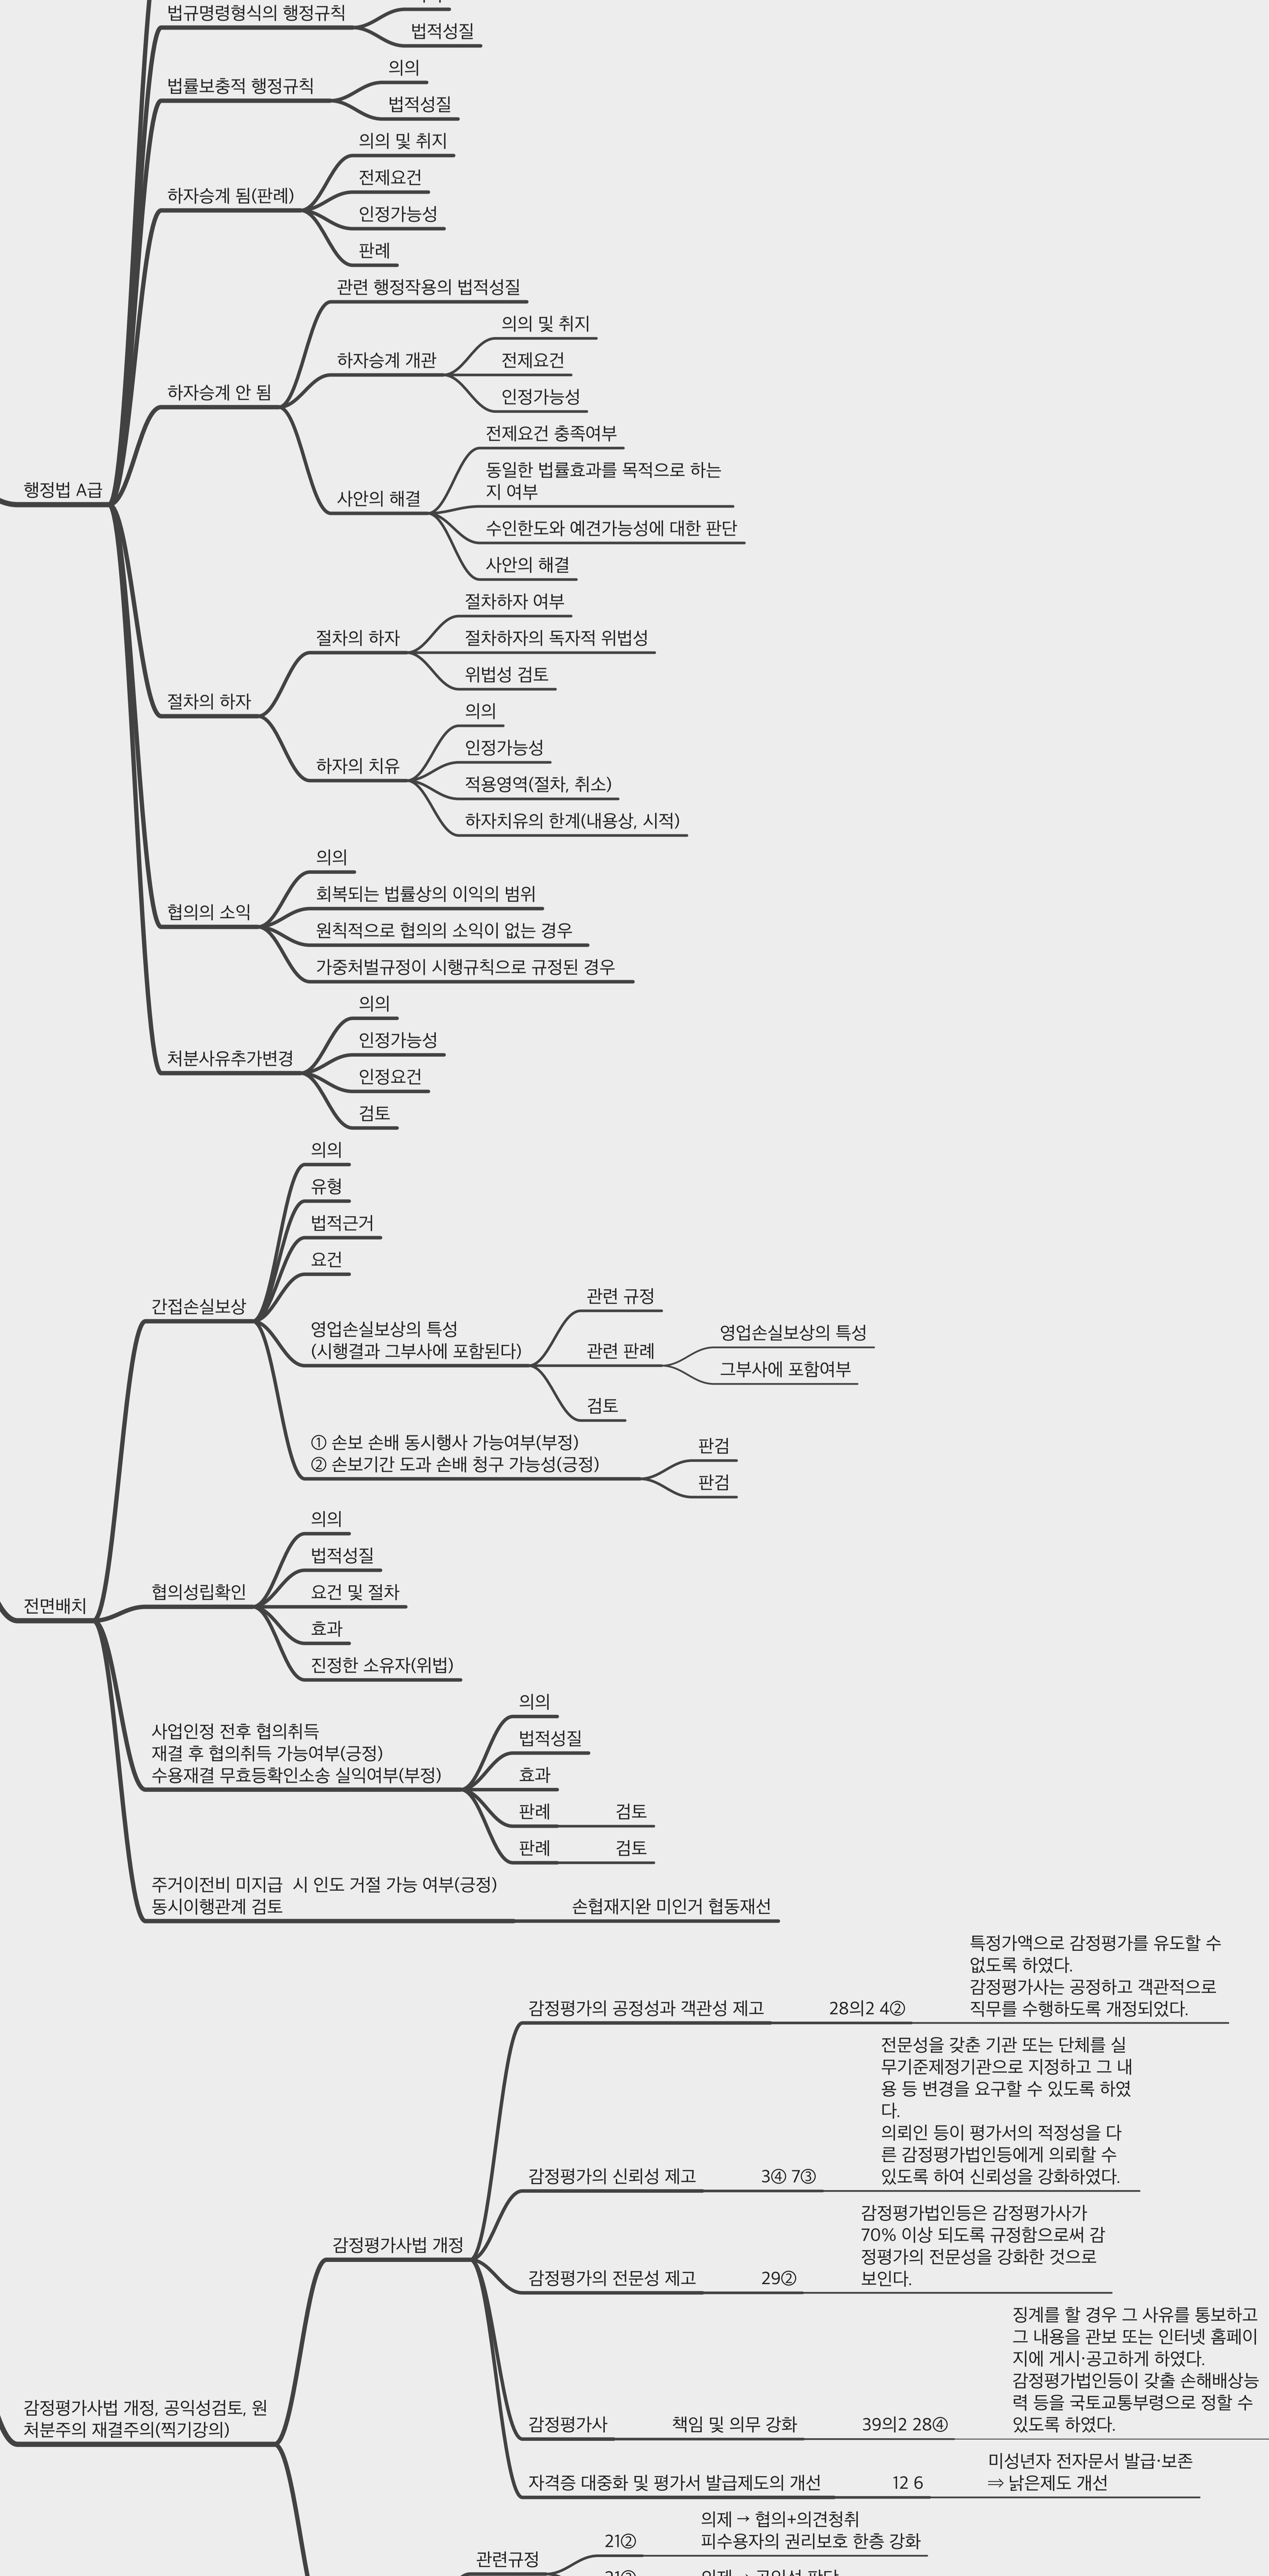 법규명령형식의 행정규칙
법적성질
법률보충적 행정규칙
의의
법적성질
하자승계 됨(판례)
의의 및 취지
전제요건
인정가능성
판례
행정법 A급
하자승계 안 됨
관련 행정작용의 법적성질
하자승계 개관
의의 및 취지
전제요건
인정가능성
사안의 해결
전제요건 충족여부
동일한 법률효과를 목적으로 하는
지 여부
수인한도와 예견가능성에 대한 판단
사안의 해결
절차의 하자
절차의 하자
절차하자 여부
절차하자의 독자적 위법성
위법성 검토
하자의 치유
의의
인정가능성
적용영역(절차, 취소)
하자치유의 한계(내용상, 시적)
협의의 소익
의의
회복되는 법률상의 이익의 범위
원칙적으로 협의의 소익이 없는 경우
가중처벌규정이 시행규칙으로 규정된 경우
처분사유추가변경
의의
인정가능성
인정요건
검토
전면배치
간접손실보상
의의
유형
법적근거
요건
영업손실보상의 특성
(시행결과 그부사에 포함된다)
관련 규정
관련 판례
영업손실보상의 특성
그부사에 포함여부
검토
① 손보 손배 동시행사 가능여부(부정)
② 손보기간 도과 손배 청구 가능성(긍정)
판검
판검
협의성립확인
의의
법적성질
요건 및 절차
효과
진정한 소유자(위법)
사업인정 전후 협의취득
재결 후 협의취득 가능여부(긍정)
수용재결 무효등확인소송 실익여부(부정)
의의
법적성질
효과
판례
검토
판례
검토
주거이전비 미지급  시 인도 거절 가능 여부(긍정)
동시이행관계 검토
손협재지완 미인거 협동재선
감정평가사법 개정, 공익성검토, 원
처분주의 재결주의(찍기강의)
감정평가사법 개정
감정평가의 공정성과 객관성 제고
28의2 4②
특정가액으로 감정평가를 유도할 수
없도록 하였다.
감정평가사는 공정하고 객관적으로
직무를 수행하도록 개정되었다.
감정평가의 신뢰성 제고
3④ 7③
전문성을 갖춘 기관 또는 단체를 실
무기준제정기관으로 지정하고 그 내
용 등 변경을 요구할 수 있도록 하였
다.
의뢰인 등이 평가서의 적정성을 다
른 감정평가법인등에게 의뢰할 수
있도록 하여 신뢰성을 강화하였다.
감정평가의 전문성 제고
29②
감정평가법인등은 감정평가사가
70% 이상 되도록 규정함으로써 감
정평가의 전문성을 강화한 것으로
보인다.
감정평가사
책임 및 의무 강화
39의2 28④
징계를 할 경우 그 사유를 통보하고
그 내용을 관보 또는 인터넷 홈페이
지에 게시·공고하게 하였다.
감정평가법인등이 갖출 손해배상능
력 등을 국토교통부령으로 정할 수
있도록 하였다.
자격증 대중화 및 평가서 발급제도의 개선
12 6
미성년자 전자문서 발급·보존
⇒ 낡은제도 개선
관련규정
21②
의제 → 협의+의견청취
피수용자의 권리보호 한층 강화